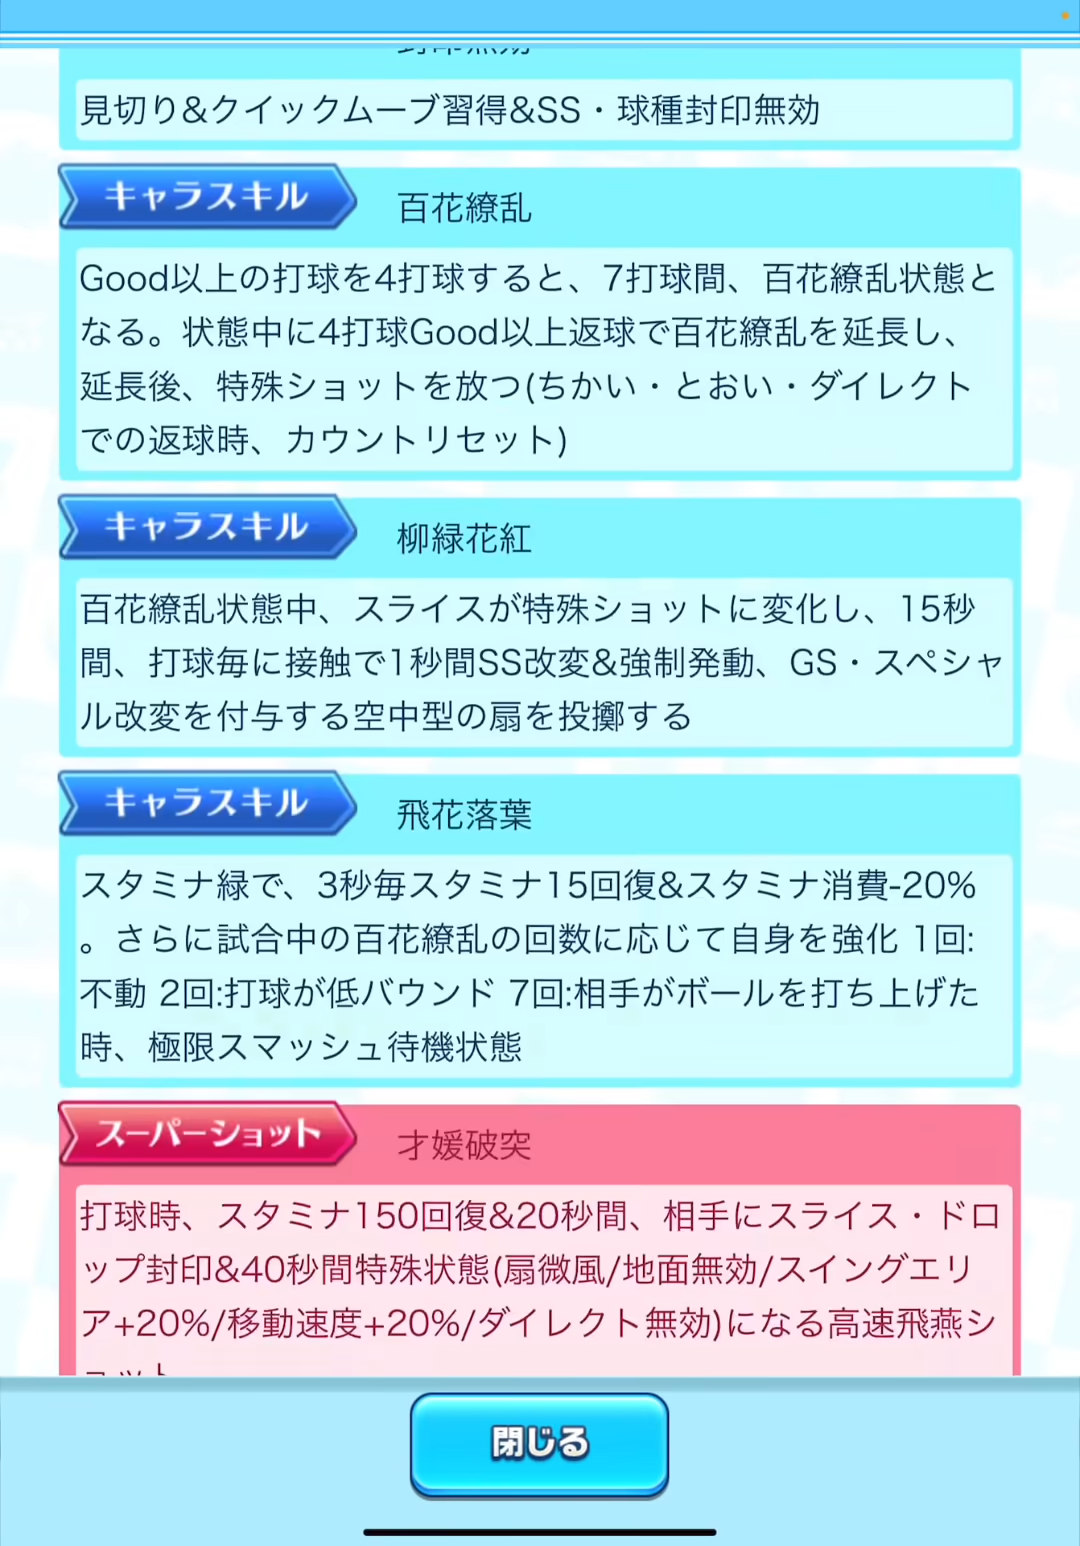 見切り&クイックムーブ習得&SS・球種封印無効
キャラスキル
百花繚乱
Good以上の打球を4打球すると、7打球間、百花繚乱状態と
なる。状態中に4打球Good以上返球で百花繚乱を延長し、
延長後、特殊ショットを放つ(ちかい・とおい・ダイレクト
での返球時、カウントリセット)
キャラスキル
柳緑花紅
百花繚乱状態中、スライスが特殊ショットに変化し、15秒
間、打球毎に接触で1秒間SS改変&強制発動、GS・スペシャ
ル改変を付与する空中型の扇を投擲する
キャラスキル
飛花落葉
スタミナ緑で、3秒毎スタミナ15回復&スタミナ消費-20%
。さらに試合中の百花繚乱の回数に応じて自身を強化 1回:
不動 2回:打球が低バウンド 7回:相手がボールを打ち上げた
時、極限スマッシュ待機状態
スーパーショット
才媛破突
打球時、スタミナ150回復&20秒間、相手にスライス・ドロ
ップ封印&40秒間特殊状態(扇微風/地面無効/スイングエリ
ア+20%/移動速度+20%/ダイレクト無効)になる高速飛燕シ
閉じる